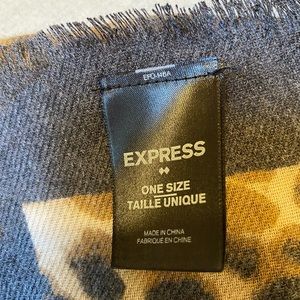 EXPRESS
ONE SIZE
TAILLE UNIQUE
MADE IN CHINA
FABRIQUÉ EN CHINE